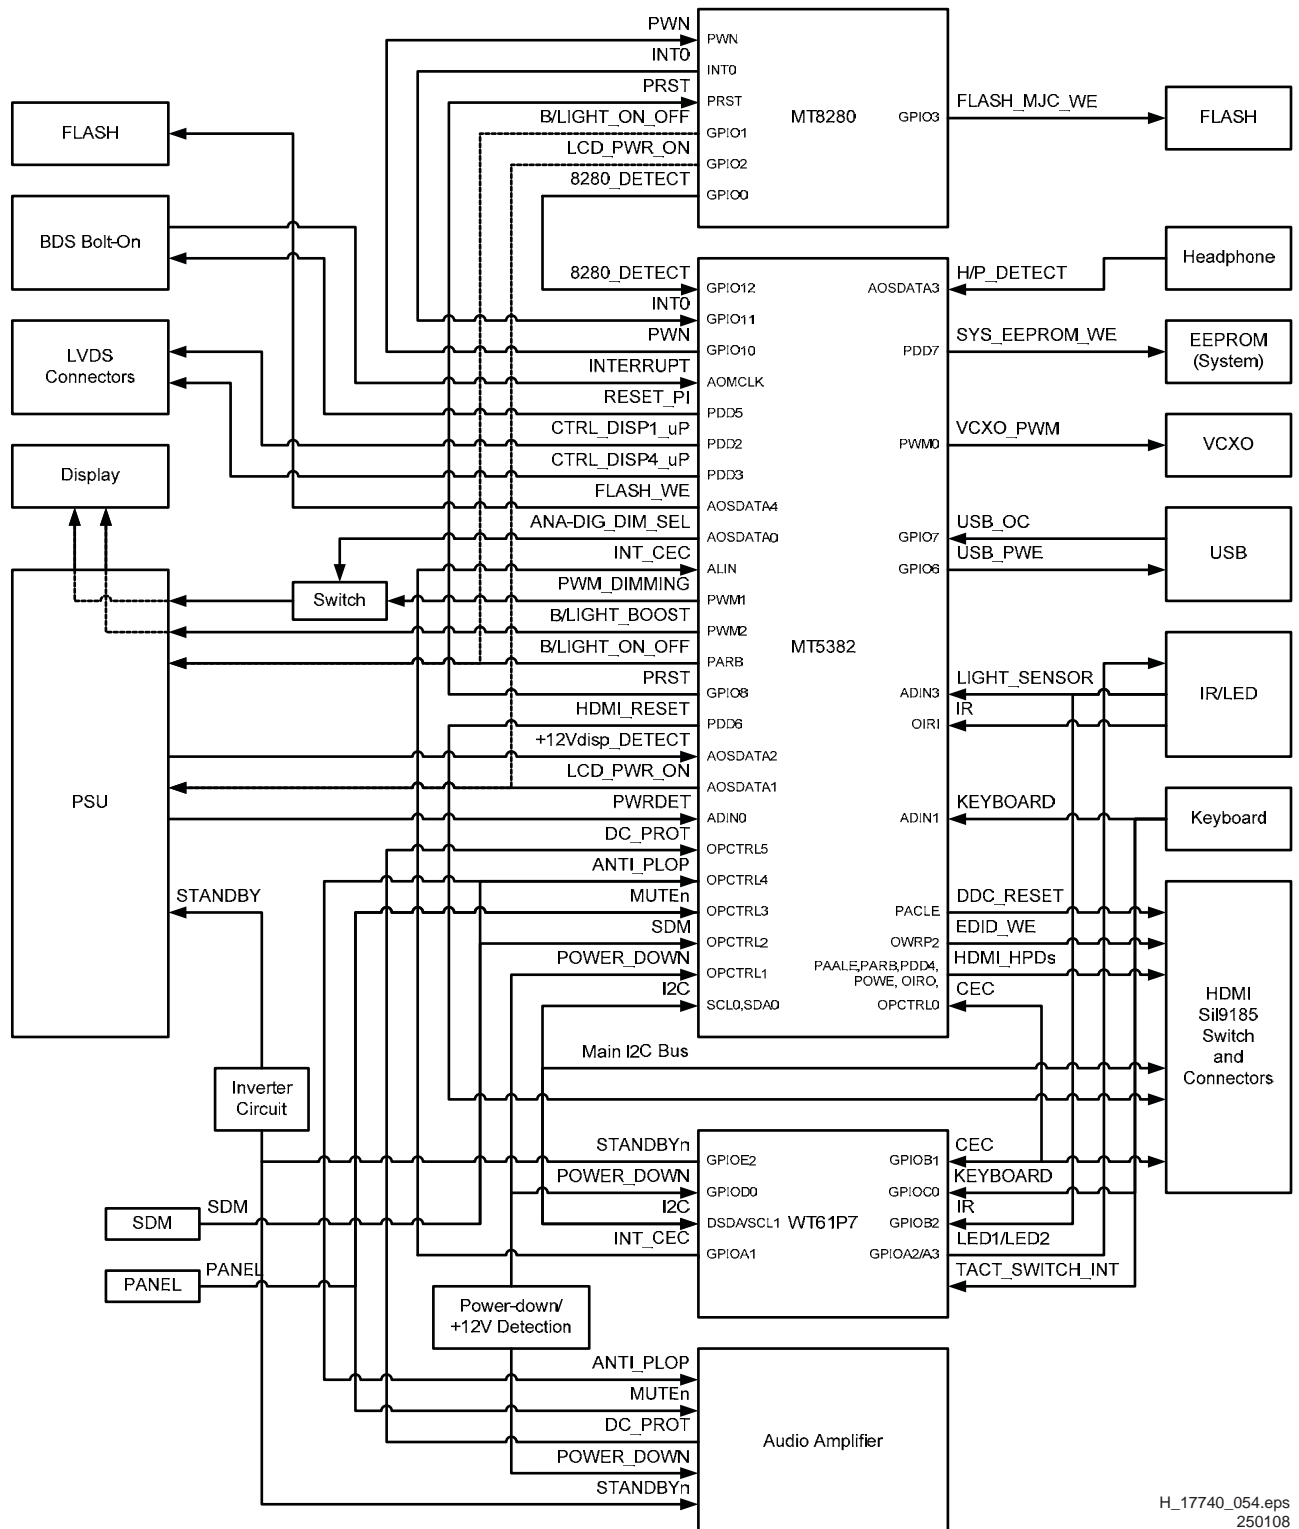 PWN
INT0
PRST
B/LIGHT_ON_OFF
LCD_PWR_ON
8280_DETECT
PWN
INT0
PRST
GPIO1
GPIO2
GPIO0
MT8280
GPIO3
FLASH_MJC_WE
FLASH
FLASH
BDS Bolt-On
LVDS
Connectors
Display
PSU
8280_DETECT
INT0
PWN
INTERRUPT
RESET_PI
CTRL_DISP1_uP
CTRL_DISP4_uP
FLASH_WE
ANA-DIG_DIM_SEL
INT_CEC
PWM_DIMMING
B/LIGHT_BOOST
B/LIGHT_ON_OFF
PRST
HDMI_RESET
+12Vdisp_DETECT
LCD_PWR_ON
PWRDET
DC_PROT
ANTI_PLOP
MUTEn
SDM
POWER_DOWN
I2C
Switch
STANDBY
GPIO12
GPIO11
GPIO10
AOMCLK
PDD5
PDD2
PDD3
AOSDATA4
AOSDATA0
ALIN
PWM1
PWM2
PARB
GPIO8
PDD6
AOSDATA2
AOSDATA1
ADIN0
OPCTRL5
OPCTRL4
OPCTRL3
OPCTRL2
OPCTRL1
SCL0,SDA0
MT5382
AOSDATA3
PDD7
PWM0
GPIO7
GPIO6
ADIN3
OIRI
ADIN1
PACLE
OWRP2
PAALE,PARB,PDD4,
POWE, OIRO,
OPCTRL0
H/P_DETECT
SYS_EEPROM_WE
VCXO_PWM
USB_OC
USB_PWE
LIGHT_SENSOR
IR
KEYBOARD
DDC_RESET
EDID_WE
HDMI_HPDs
CEC
Headphone
EEPROM
(System)
VCXO
USB
IR/LED
Keyboard
HDMI
Sil9185
Switch
and
Connectors
Main I2C Bus
Inverter
Circuit
STANDBYn
POWER_DOWN
I2C
INT_CEC
GPIOE2
GPIOD0
DSDA/SCL1
GPIOA1
WT61P7
GPIOB1
GPIOC0
GPIOB2
GPIOA2/A3
CEC
KEYBOARD
IR
LED1/LED2
TACT_SWITCH_INT
SDM
SDM
PANEL
PANEL
Power-down/
+12V Detection
ANTI_PLOP
MUTEn
DC_PROT
POWER_DOWN
STANDBYn
Audio Amplifier
H_17740_054.eps
250108